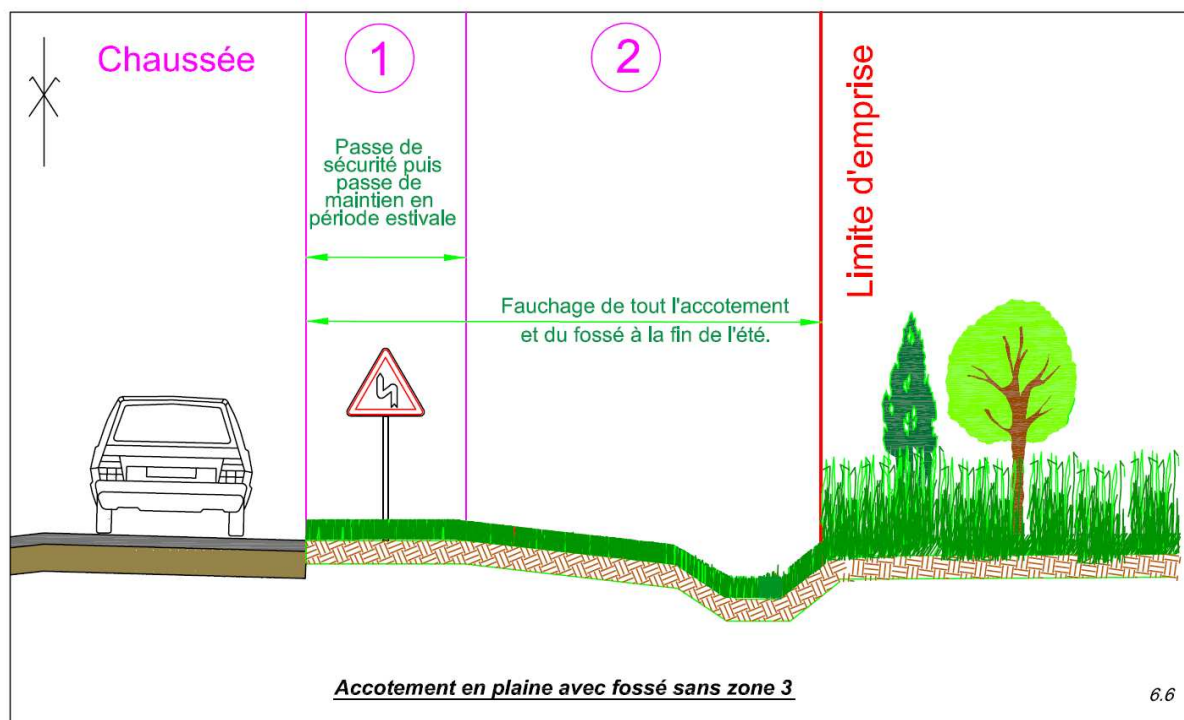 Chaussée
1
2
Limite d'emprise
Passe de
sécurité puis
passe de
maintien en
période estivale
Fauchage de tout l'accotement
et du fossé à la fin de l'été.
Accotement en plaine avec fossé sans zone 3
6.6